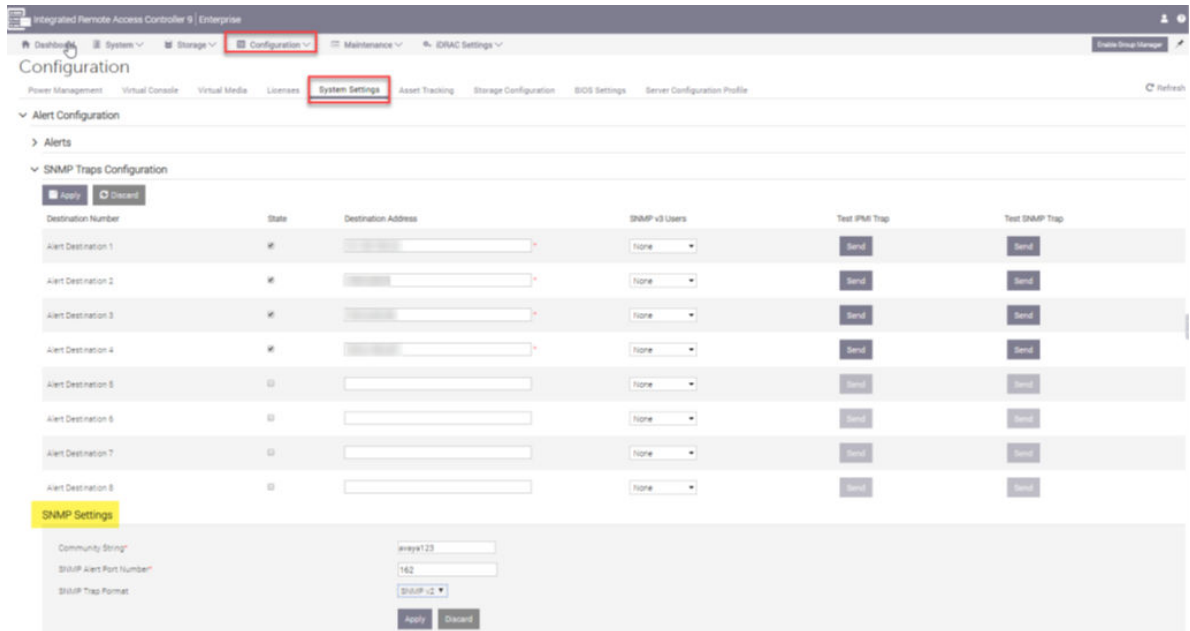 Integrated Remote Access Controller 9 | Enterprise
Dashboard System Storage Configuration Maintenance iDRAC Settings Enable Group Manager
Configuration
Power Management Virtual Console Virtual Media Licenses System Settings Asset Tracking Storage Configuration BIOS Settings Server Configuration Profile Refresh
Alert Configuration
Alerts
SNMP Traps Configuration
Apply Discard
Destination Number State Destination Address SNMP v3 Users Test IPMI Trap Test SNMP Trap
Alert Destination 1 * None Send Send
Alert Destination 2 * None Send Send
Alert Destination 3 * None Send Send
Alert Destination 4 * None Send Send
Alert Destination 5 None Send Send
Alert Destination 6 None Send Send
Alert Destination 7 None Send Send
Alert Destination 8 None Send Send
SNMP Settings
Community String* avaya123
SNMP Alert Port Number* 162
SNMP Trap Format SNMP v2
Apply Discard